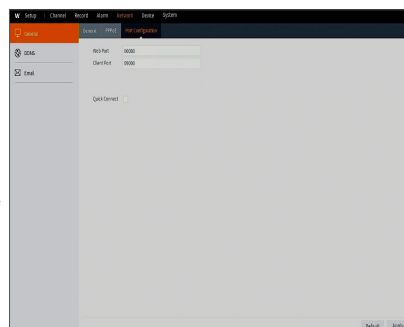 W Setup Channel Record Alarm Network Device System
General General PPPoE Port Configuration
DDNS
Email
Web Port 00080
Client Port 09000
Quick Connect
Default Apply